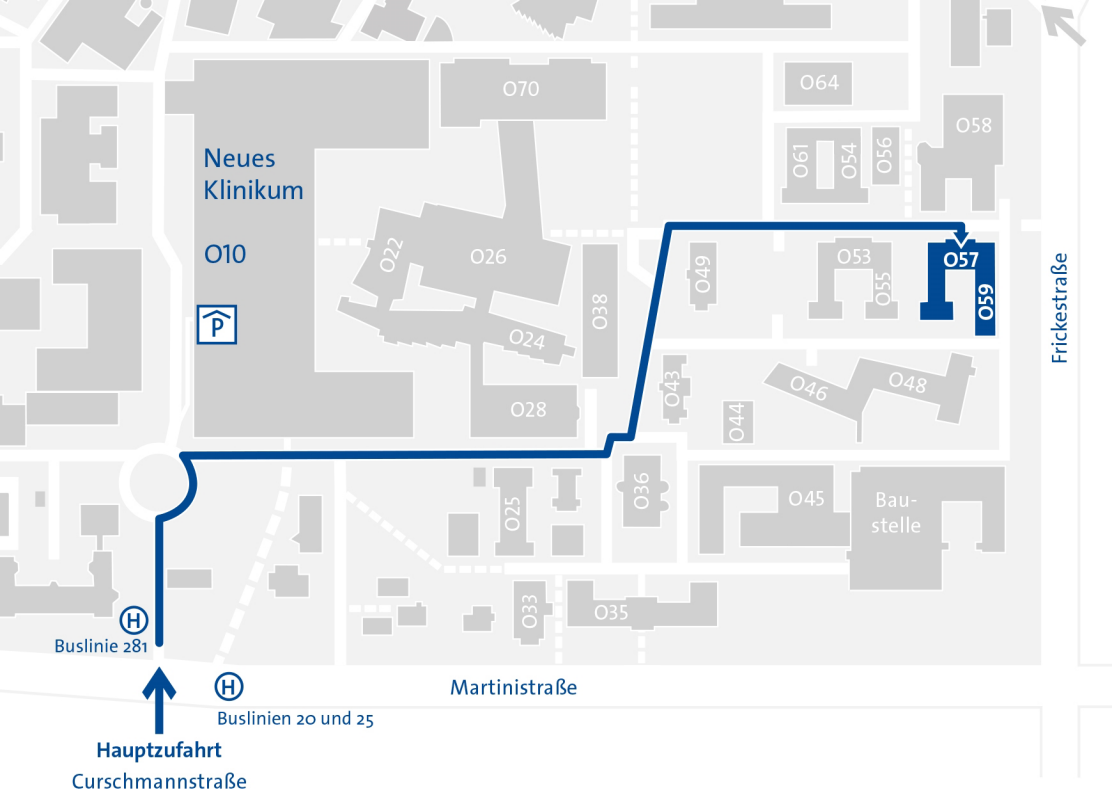 O70
O64
O58
O61
O54
O56
Neues
Klinikum
O10
P
O22
O26
O38
O49
O53
O55
O57
O59
Frickestraße
O24
O28
O43
O44
O46
O48
O25
O36
O45
Bau-
stelle
O33
O35
H
Buslinie 281
H
Buslinien 20 und 25
Martinistraße
Hauptzufahrt
Curschmannstraße